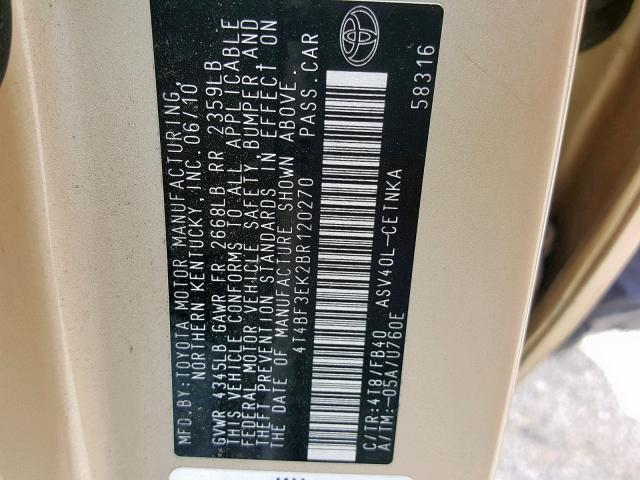 MFD.BY:TOYOTA MOTOR MANUFACTURING,
NORTHERN KENTUCKY, INC. 06/10
GVWR 4345LB GAWR FR 2668LB RR 2359LB
THIS VEHICLE CONFORMS TO ALL APPLICABLE
FEDERAL MOTOR VEHICLE SAFETY, BUMPER AND
THEFT PREVENTION STANDARDS IN EFFECT ON
THE DATE OF MANUFACTURE SHOWN ABOVE.
4T4BF3EK2BR120270 PASS.CAR
ASV40L-CETNKA
C/TR:4T8/FB40
A/TM:-05A/U760E
58316